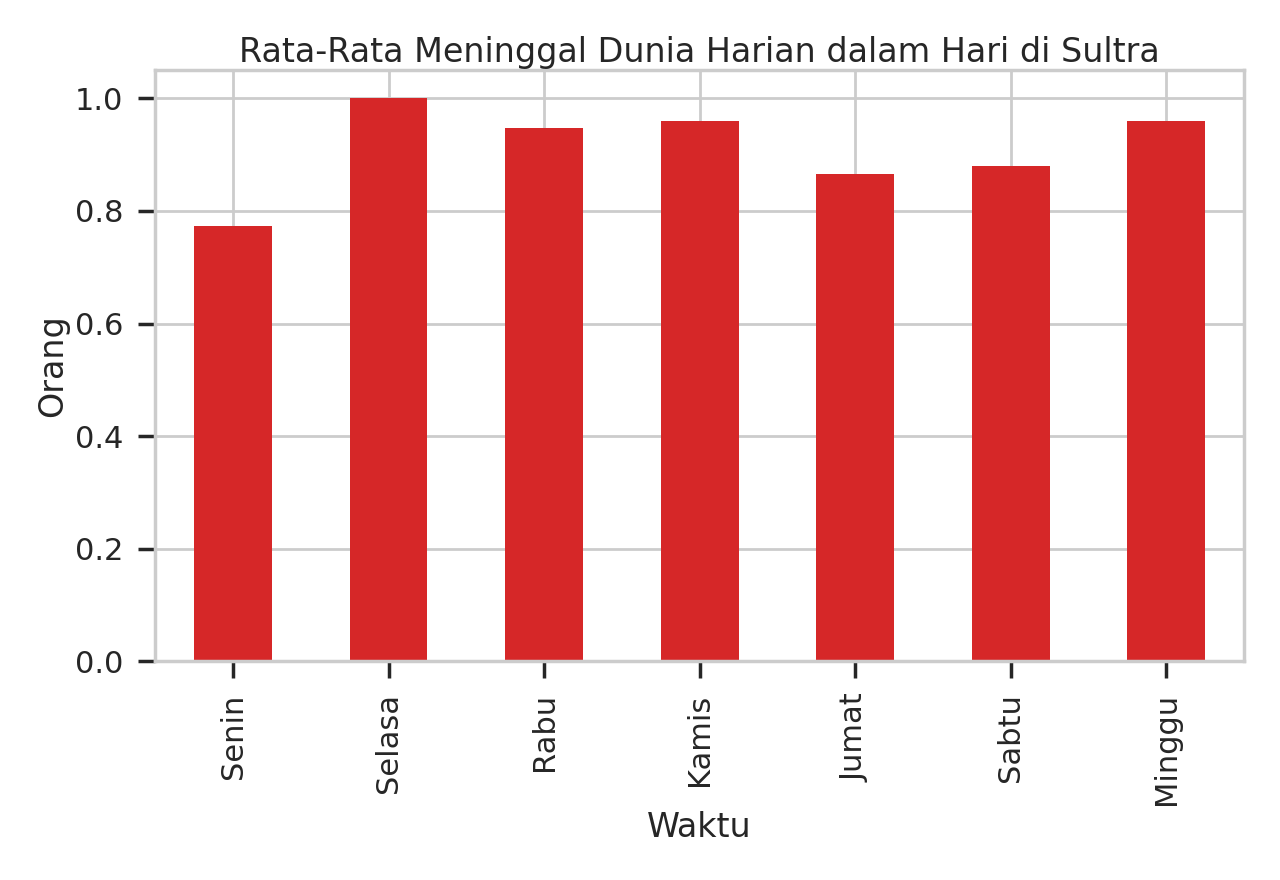 Rata-Rata Meninggal Dunia Harian dalam Hari di Sultra
Orang
1.0
0.8
0.6
0.4
0.2
0.0
Senin
Selasa
Rabu
Kamis
Jumat
Sabtu
Minggu
Waktu